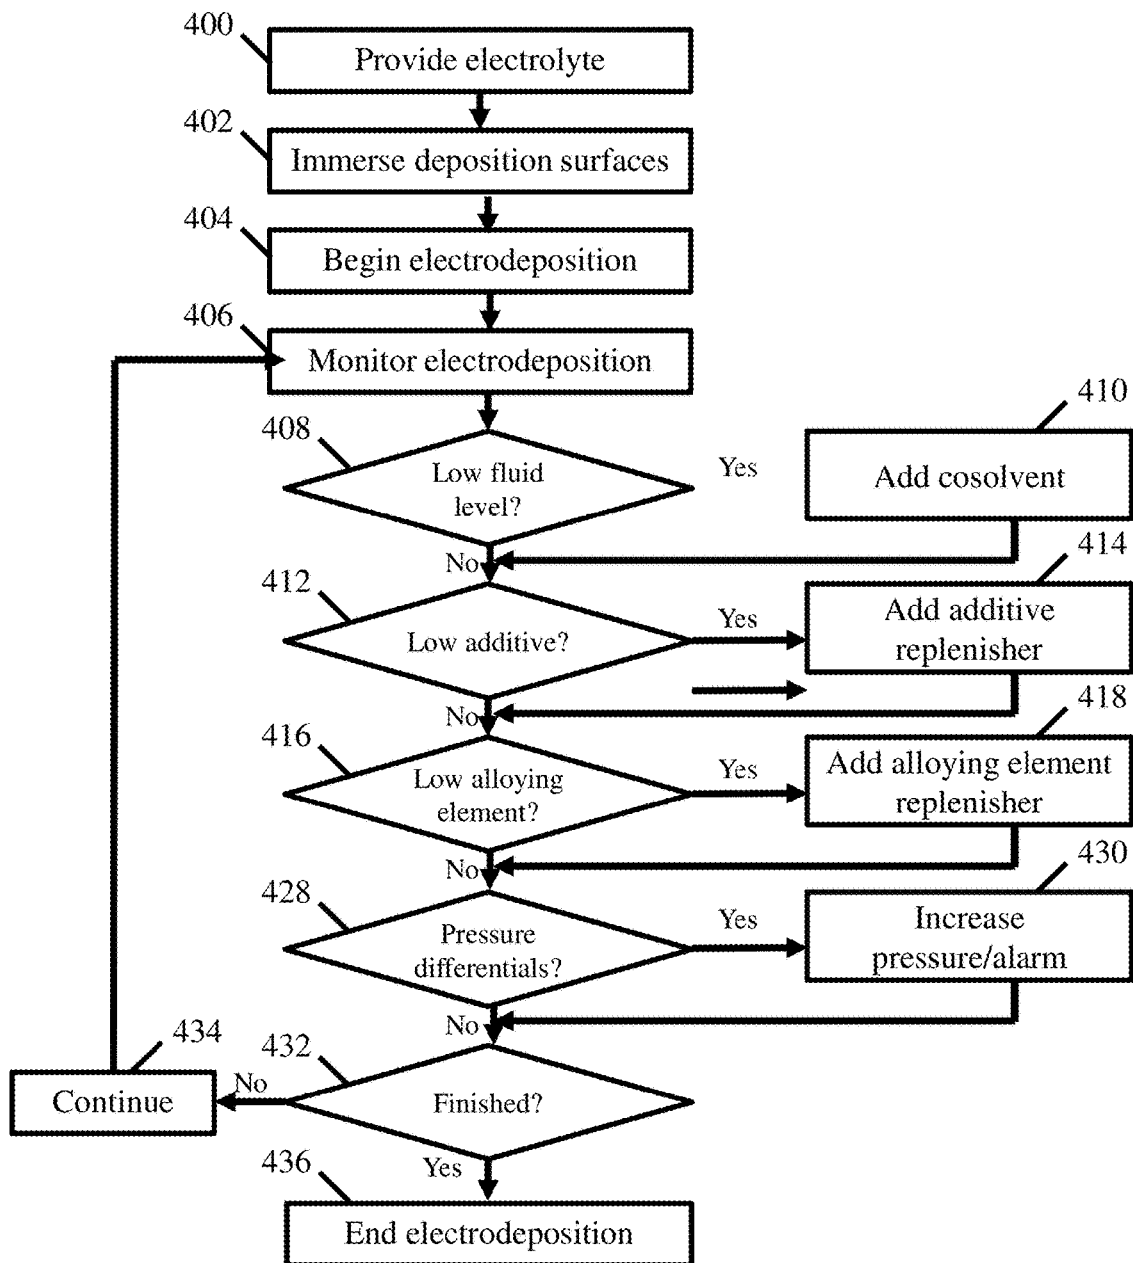 400
Provide electrolyte
402
Immerse deposition surfaces
404
Begin electrodeposition
406
Monitor electrodeposition
408
Low fluid
level?
Yes
410
Add cosolvent
No
412
Low additive?
Yes
414
Add additive
replenisher
No
416
Low alloying
element?
Yes
418
Add alloying element
replenisher
No
428
Pressure
differentials?
Yes
430
Increase
pressure/alarm
No
432
Finished?
No
434
Continue
Yes
436
End electrodeposition